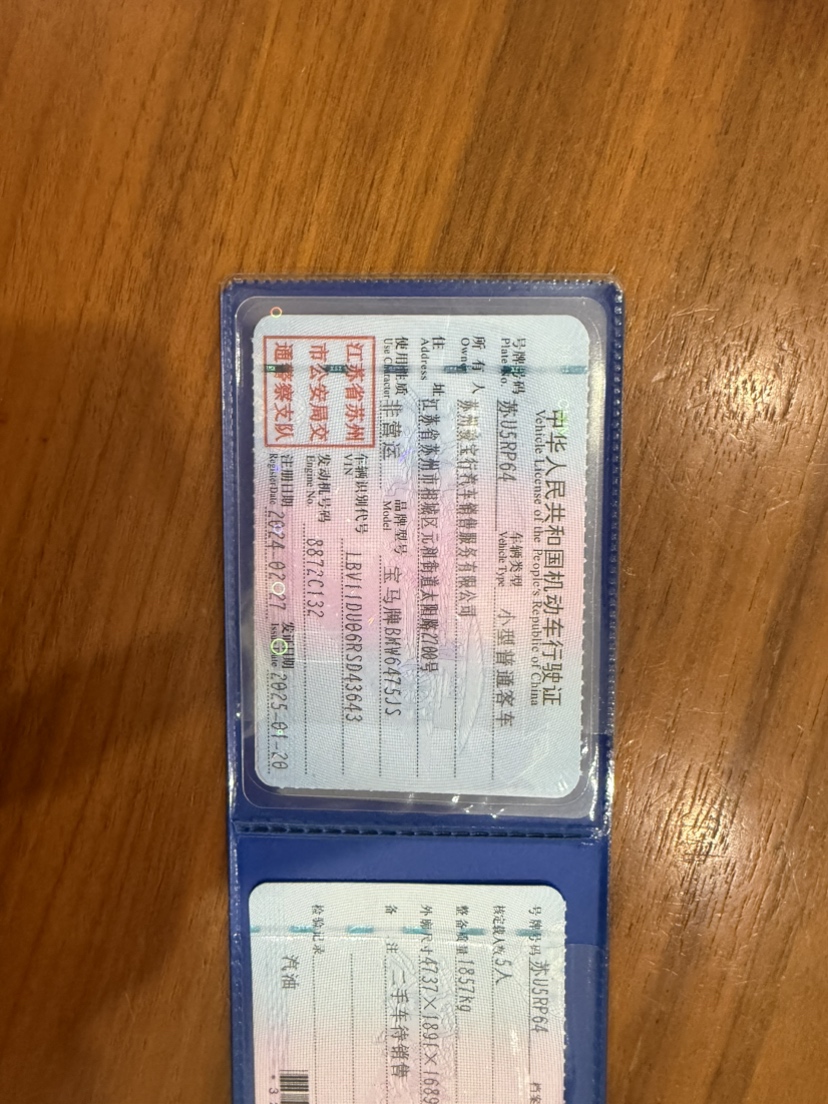 中华人民共和国机动车行驶证
Vehicle License of the People's Republic of China
号牌号码 苏U5RP64 车辆类型 小型普通客车
Plate No. Vehicle Type
所有人 苏州 宝行汽车销售服务有限公司
Owner
住址 江苏省苏州市相城区元和街道太阳路2700号
Address
使用性质 非营运 品牌型号 宝马牌BMW6475JS
Use Character Model
江苏省苏州
市公安局交
通警察支队
车辆识别代号 LBV11DU06RSD43643
VIN
发动机号码 8872C132
Engine No.
注册日期 2024-02-27 发证日期 2025-01-20
Register Date Issue Date
号牌号码 苏U5RP64 档案
核定载人数 5人
整备质量 1857kg
外廓尺寸 4737×1891×1689
备注 二手车待销售
检验记录
汽油